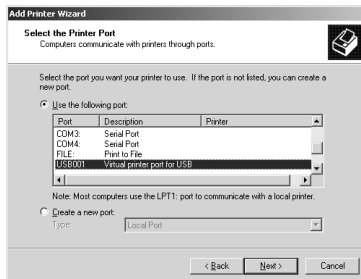 Add Printer Wizard
Select the Printer Port
Computers communicate with printers through ports.
Select the port you want your printer to use. If the port is not listed, you can create a
new port.
Use the following port:
Port Description Printer
COM3: Serial Port
COM4: Serial Port
FILE: Print to File
USB001 Virtual printer port for USB
Note: Most computers use the LPT1: port to communicate with a local printer.
Create a new port:
Type: Local Port
< Back Next > Cancel